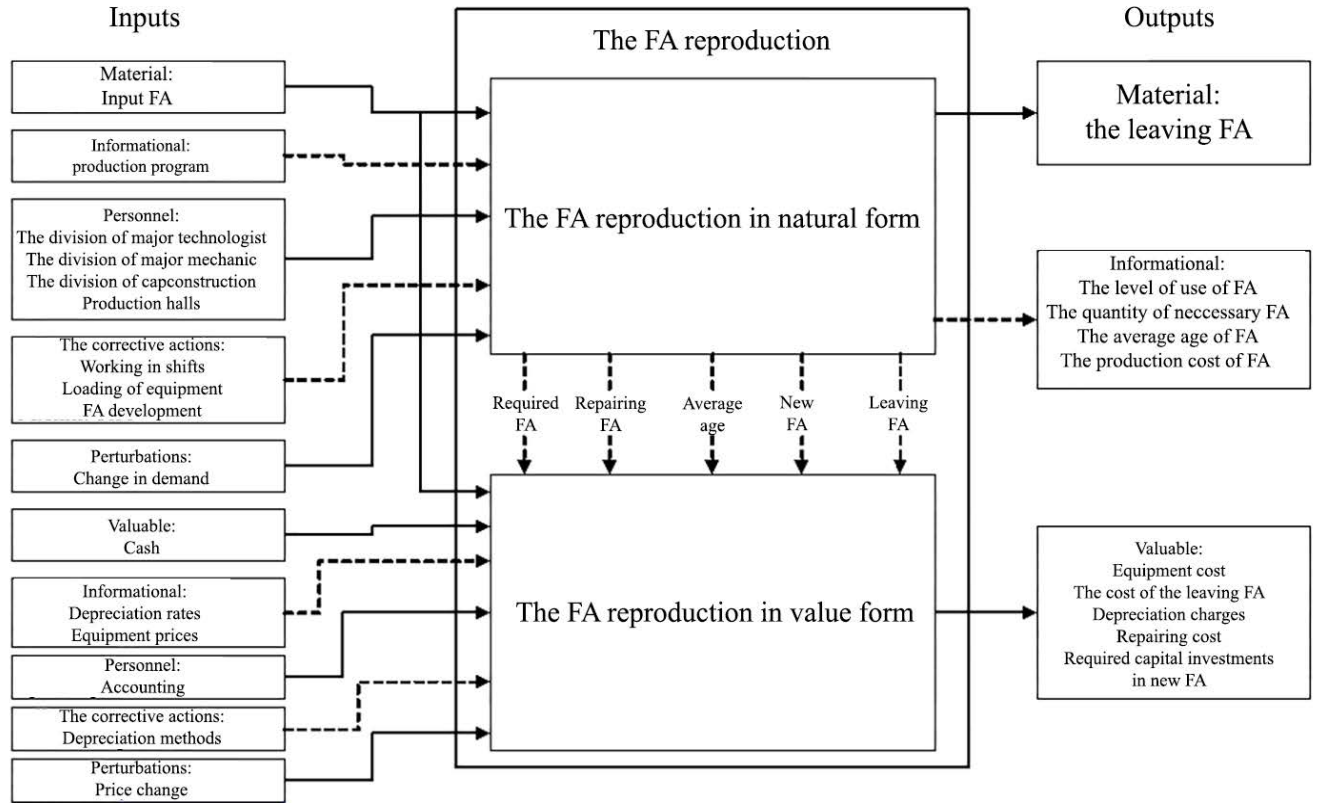 Inputs
Material:
Input FA
Informational:
production program
Personnel:
The division of major technologist
The division of major mechanic
The division of capconstruction
Production halls
The corrective actions:
Working in shifts
Loading of equipment
FA development
Perturbations:
Change in demand
Valuable:
Cash
Informational:
Depreciation rates
Equipment prices
Personnel:
Accounting
The corrective actions:
Depreciation methods
Perturbations:
Price change
The FA reproduction
The FA reproduction in natural form
Required
FA
Repairing
FA
Average
age
New
FA
Leaving
FA
The FA reproduction in value form
Outputs
Material:
the leaving FA
Informational:
The level of use of FA
The quantity of neccessary FA
The average age of FA
The production cost of FA
Valuable:
Equipment cost
The cost of the leaving FA
Depreciation charges
Repairing cost
Required capital investments
in new FA